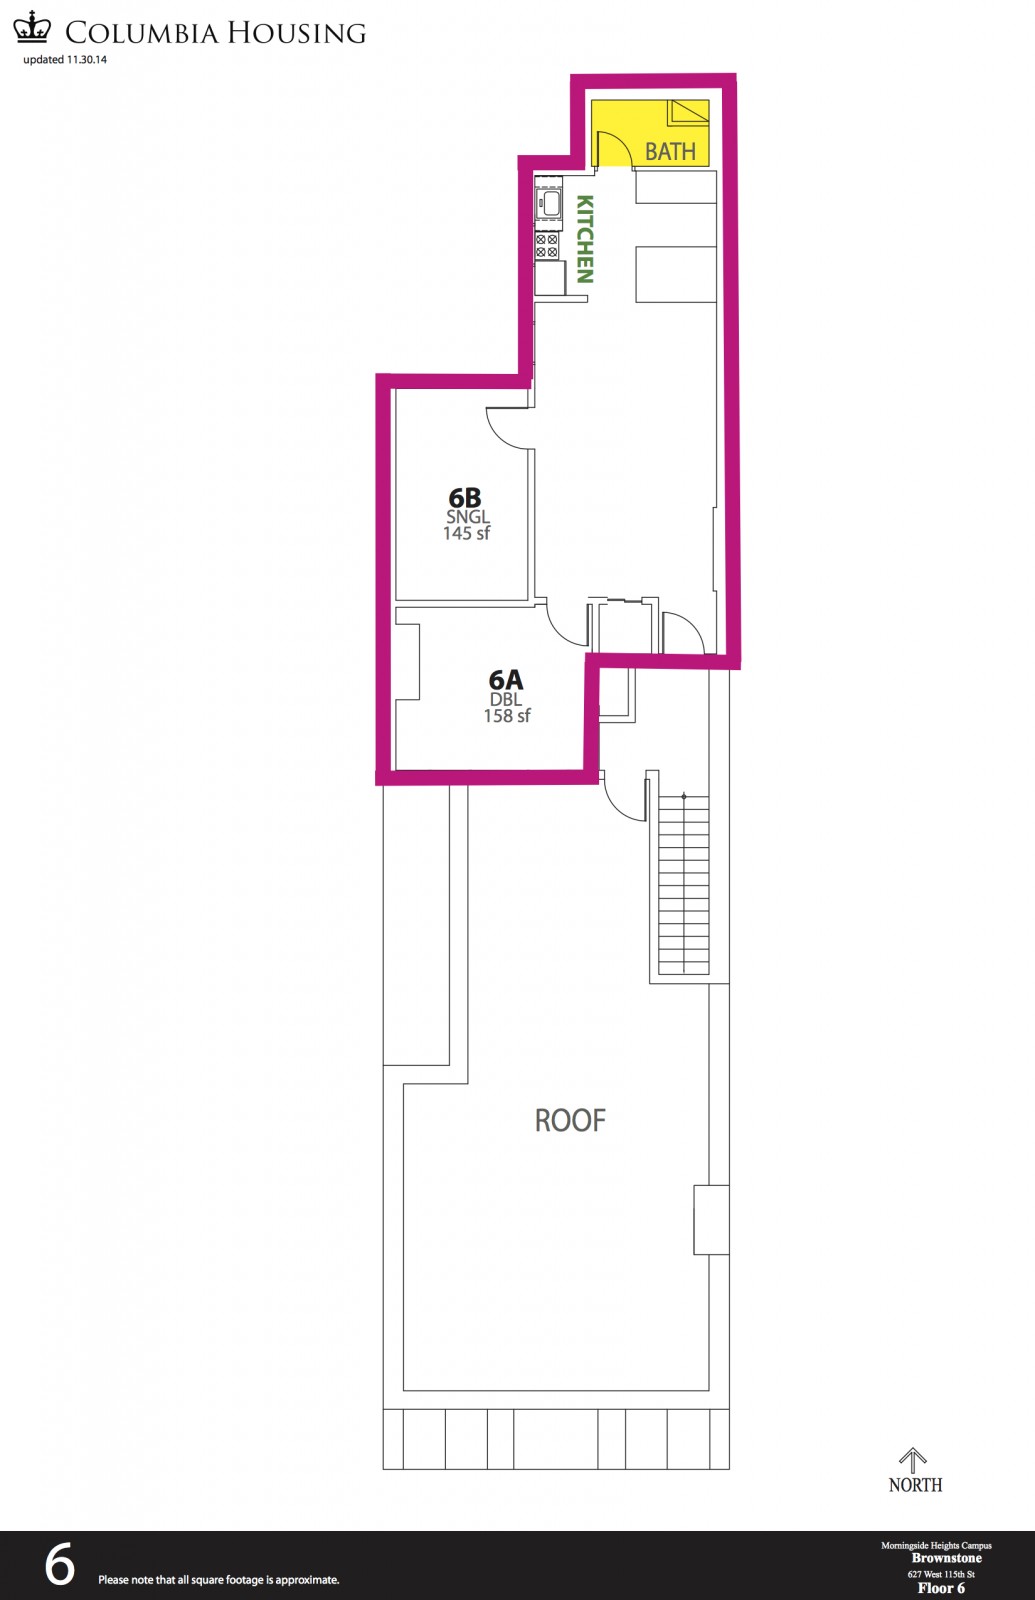 COLUMBIA HOUSING
updated 11.30.14
BATH
KITCHEN
6B
SNGL
145 sf
6A
DBL
158 sf
ROOF
NORTH
6
Please note that all square footage is approximate.
Morningside Heights Campus
Brownstone
627 West 115th St
Floor 6